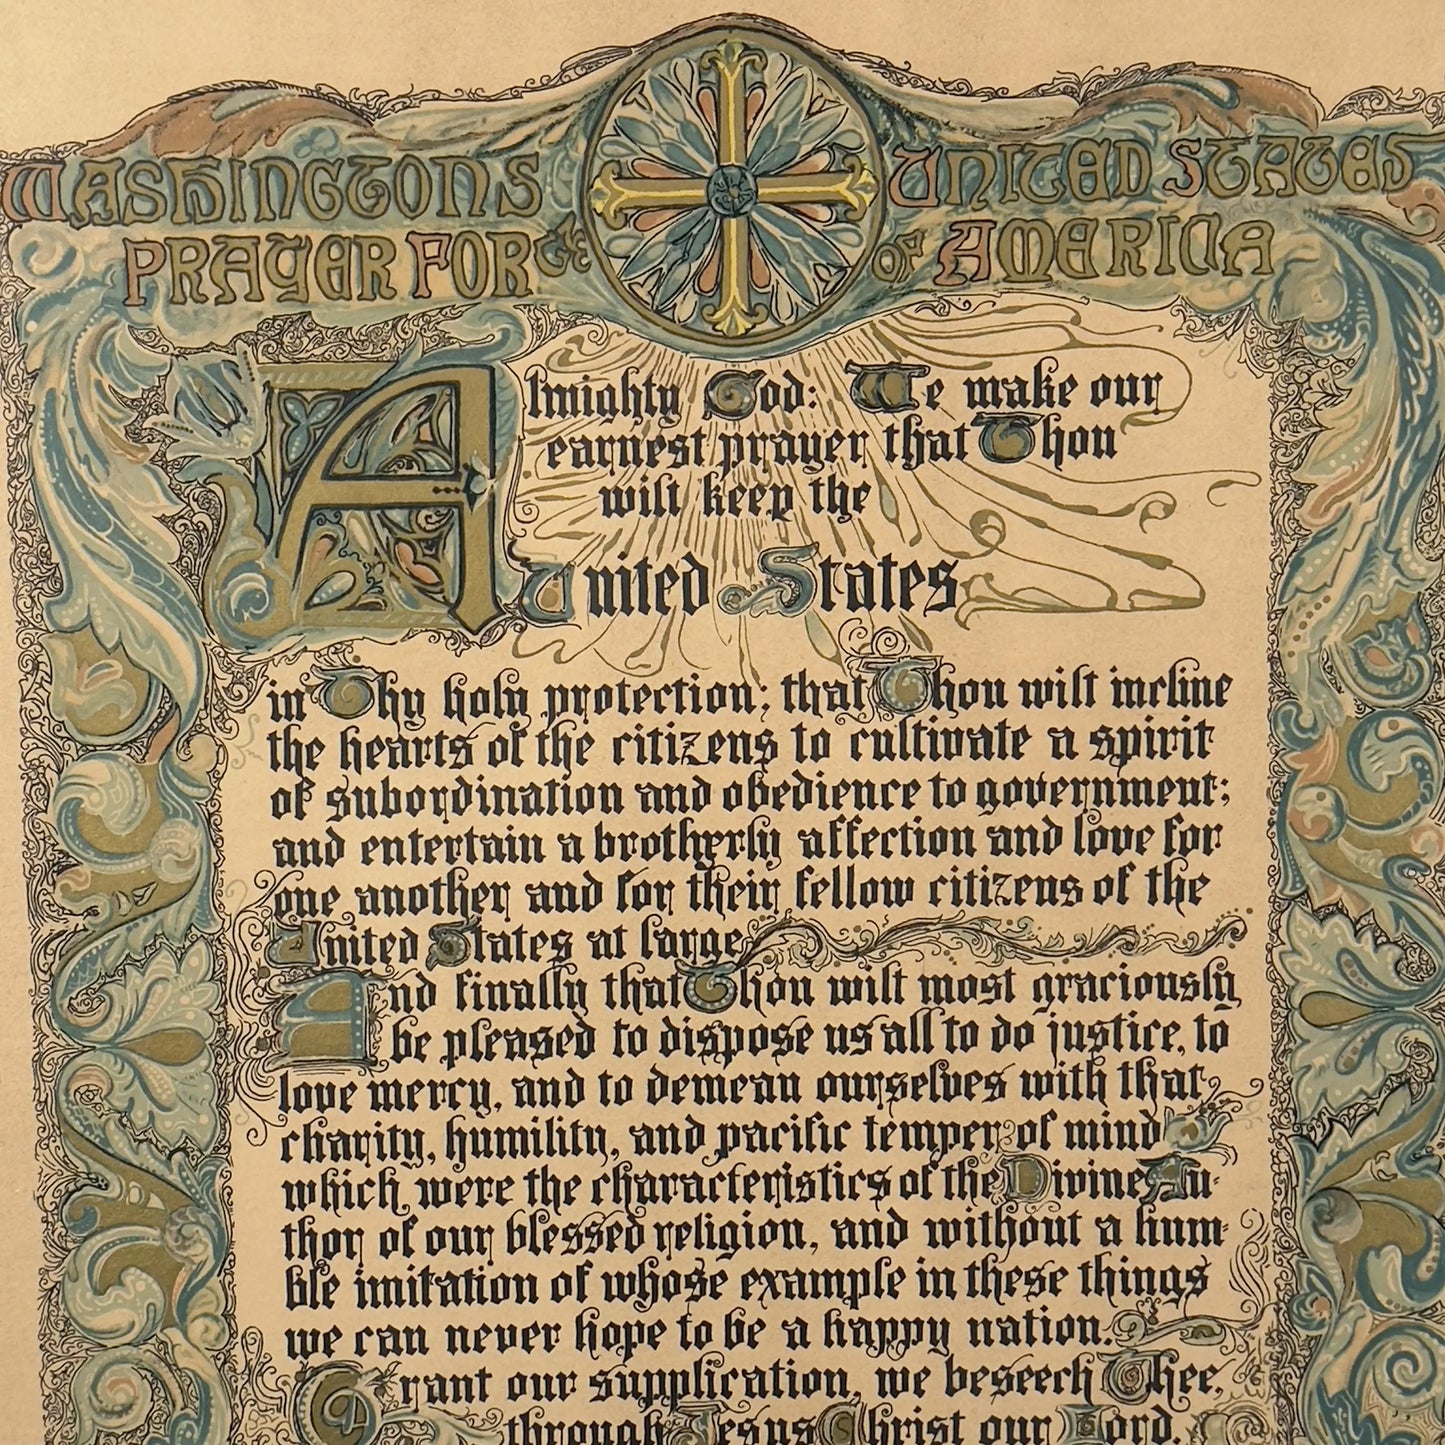 WASHINGTONS
PRAYER FOR the
UNITED STATES
OF AMERICA
Almighty God: We make our
earnest prayer that Thou
wilt keep the
United States
in Thy holy protection; that Thou wilt incline
the hearts of the citizens to cultivate a spirit
of subordination and obedience to government;
and entertain a brotherly affection and love for
one another and for their fellow citizens of the
United States at large.
And finally that Thou wilt most graciously
be pleased to dispose us all to do justice, to
love mercy, and to demean ourselves with that
charity, humility, and pacific temper of mind
which were the characteristics of the Divine Au-
thor of our blessed religion, and without a hum-
ble imitation of whose example in these things
we can never hope to be a happy nation.
Grant our supplication, we beseech Thee,
through Jesus Christ our Lord.